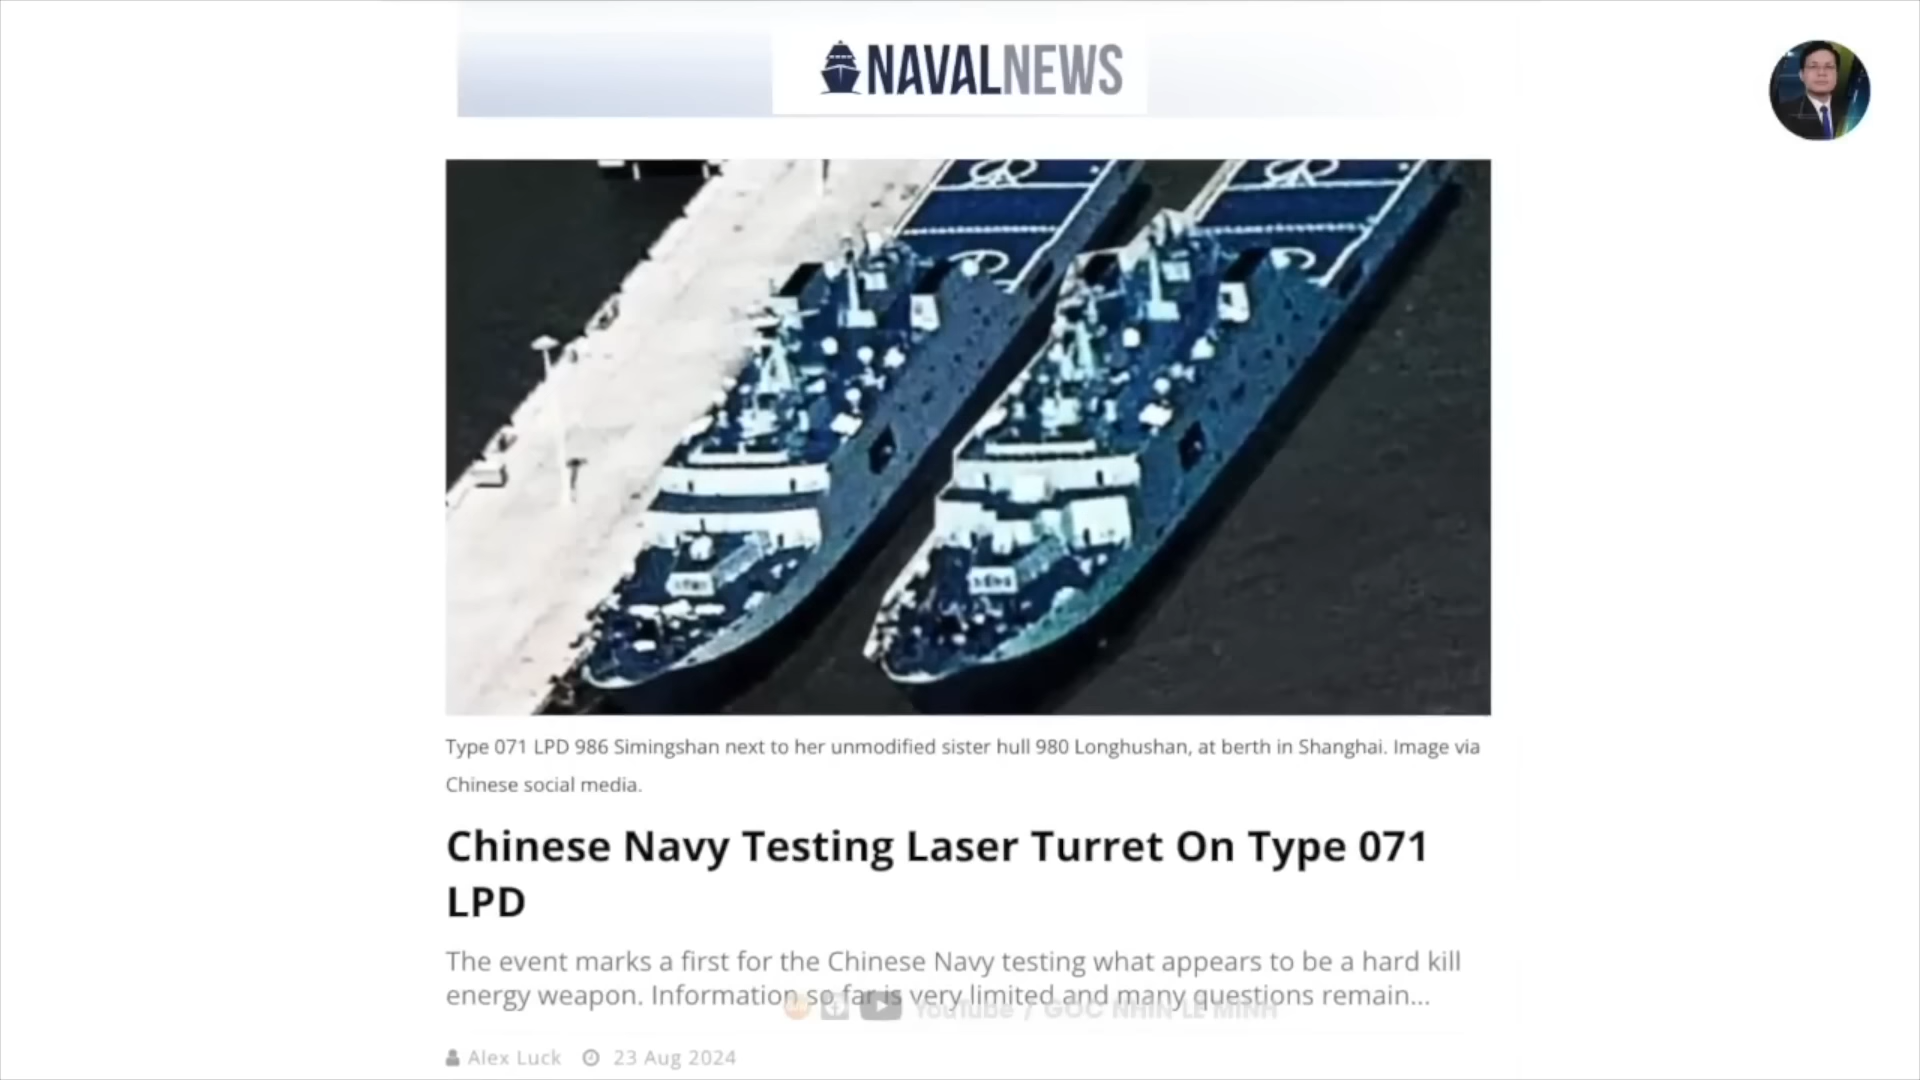 NAVALNEWS
Type 071 LPD 986 Simingshan next to her unmodified sister hull 980 Longhushan, at berth in Shanghai. Image via
Chinese social media.
Chinese Navy Testing Laser Turret On Type 071
LPD
The event marks a first for the Chinese Navy testing what appears to be a hard kill
energy weapon. Information so far is very limited and many questions remain...
YouTube / GÓC NHÌN LÊ MINH
Alex Luck 23 Aug 2024